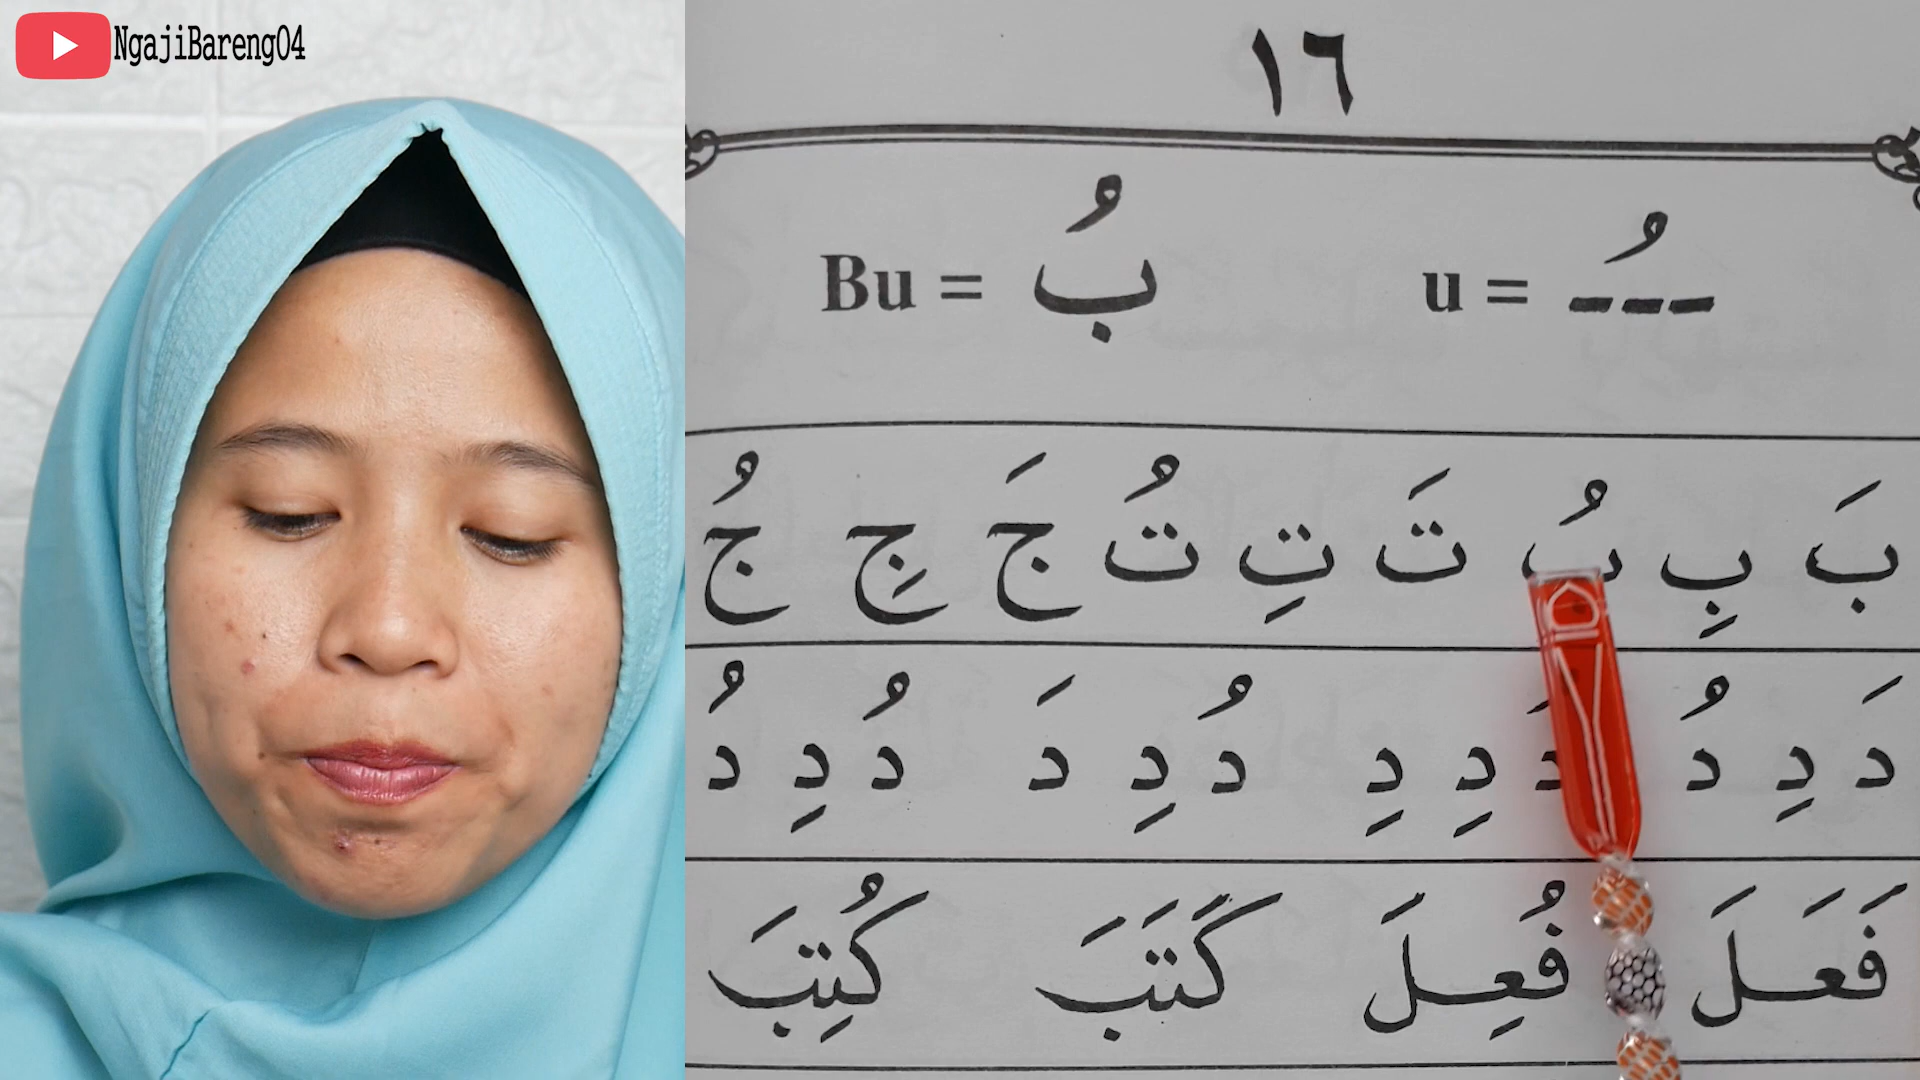 NgajiBareng04
١٦
ـُ = u بُ = Bu
بَ بِ بُ تَ تِ تُ جَ جِ جُ
دَ دِ دُ دَ دِ دِ دُ دِ دَ دُ دِ دُ
فَعَلَ فُعِلَ كَتَبَ كُتِبَ